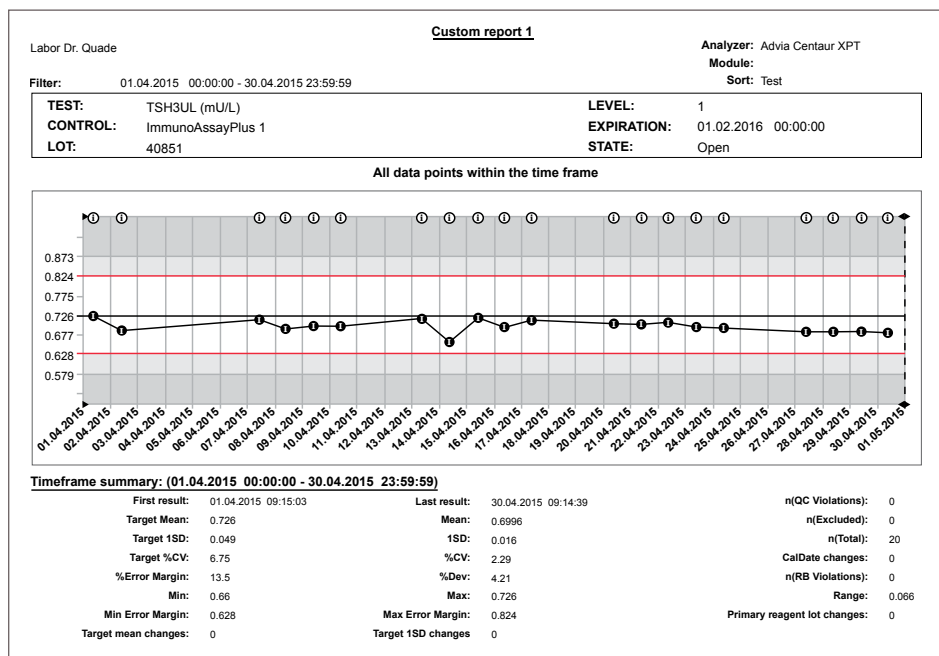 Custom report 1
Labor Dr. Quade
Analyzer: Advia Centaur XPT
Module:
Filter: 01.04.2015 00:00:00 - 30.04.2015 23:59:59
Sort: Test
TEST: TSH3UL (mU/L) LEVEL: 1
CONTROL: ImmunoAssayPlus 1 EXPIRATION: 01.02.2016 00:00:00
LOT: 40851 STATE: Open
All data points within the time frame
0.873
0.824
0.775
0.726
0.677
0.628
0.579
01.04.2015 02.04.2015 03.04.2015 04.04.2015 05.04.2015 06.04.2015 07.04.2015 08.04.2015 09.04.2015 10.04.2015 11.04.2015 12.04.2015 13.04.2015 14.04.2015 15.04.2015 16.04.2015 17.04.2015 18.04.2015 19.04.2015 20.04.2015 21.04.2015 22.04.2015 23.04.2015 24.04.2015 25.04.2015 26.04.2015 27.04.2015 28.04.2015 29.04.2015 30.04.2015 01.05.2015
Timeframe summary: (01.04.2015 00:00:00 - 30.04.2015 23:59:59)
First result: 01.04.2015 09:15:03 Last result: 30.04.2015 09:14:39 n(QC Violations): 0
Target Mean: 0.726 Mean: 0.6996 n(Excluded): 0
Target 1SD: 0.049 1SD: 0.016 n(Total): 20
Target %CV: 6.75 %CV: 2.29 CalDate changes: 0
%Error Margin: 13.5 %Dev: 4.21 n(RB Violations): 0
Min: 0.66 Max: 0.726 Range: 0.066
Min Error Margin: 0.628 Max Error Margin: 0.824 Primary reagent lot changes: 0
Target mean changes: 0 Target 1SD changes 0